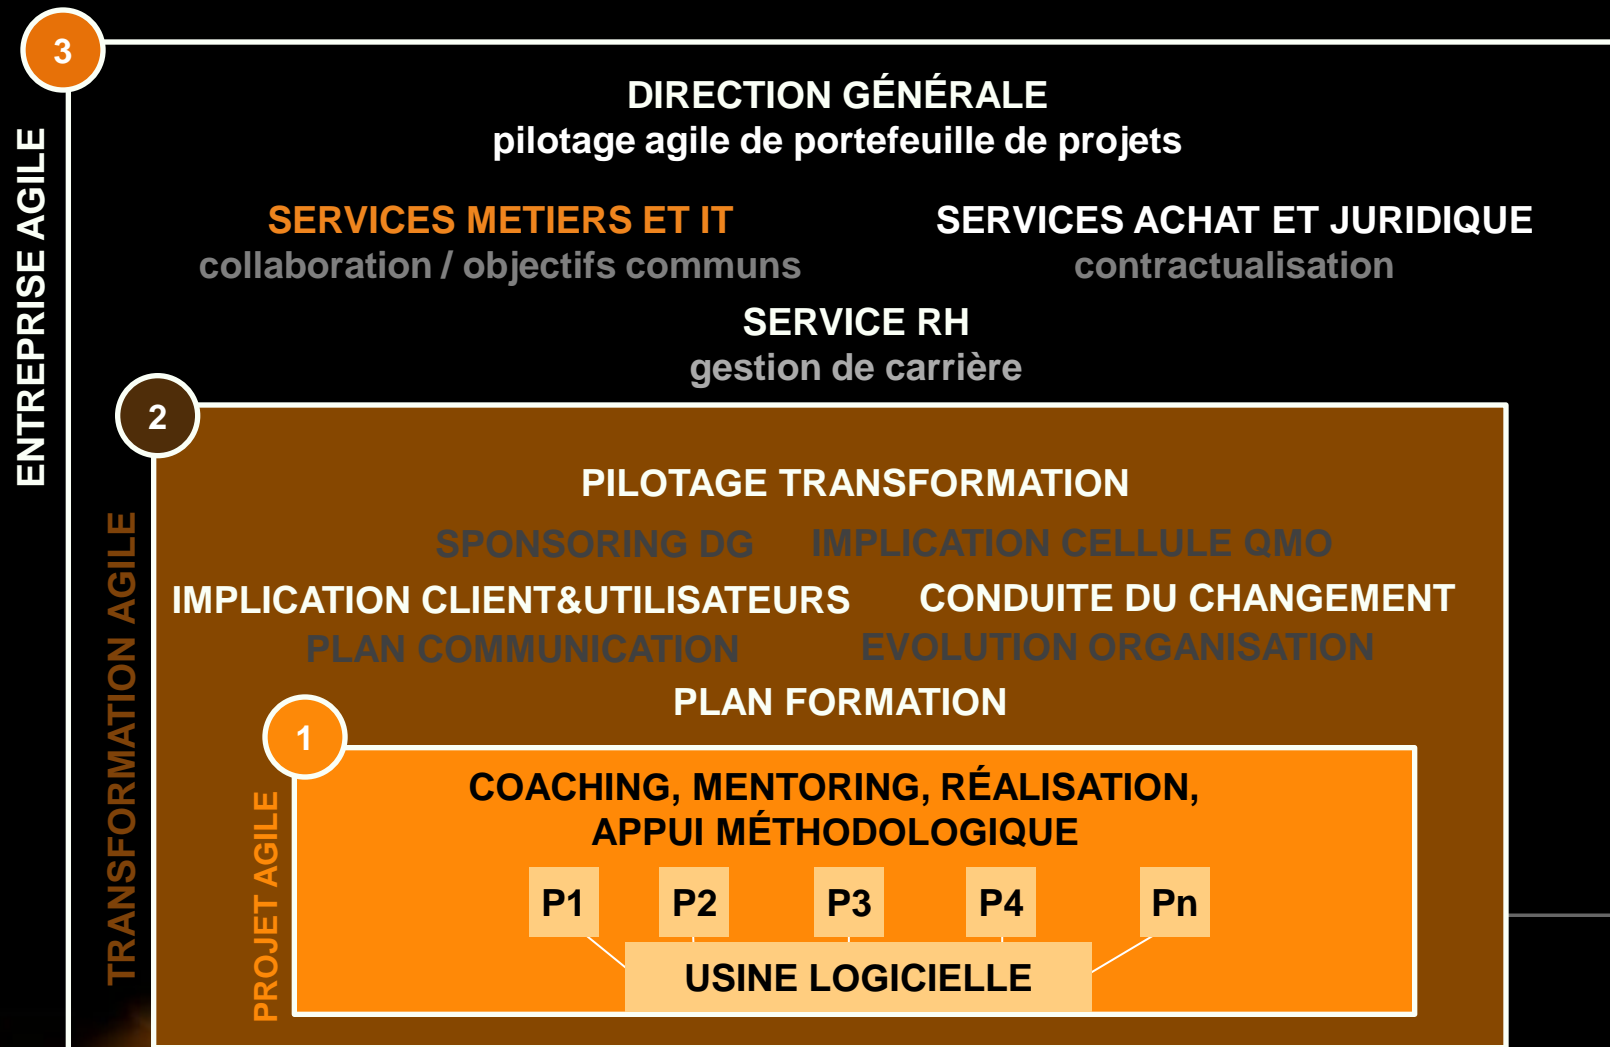 3
ENTREPRISE AGILE
DIRECTION GÉNÉRALE
pilotage agile de portefeuille de projets
SERVICES METIERS ET IT
collaboration / objectifs communs
SERVICES ACHAT ET JURIDIQUE
contractualisation
SERVICE RH
gestion de carrière
2
TRANSFORMATION AGILE
PILOTAGE TRANSFORMATION
SPONSORING DG
IMPLICATION CELLULE QMO
IMPLICATION CLIENT&UTILISATEURS
CONDUITE DU CHANGEMENT
PLAN COMMUNICATION
EVOLUTION ORGANISATION
PLAN FORMATION
1
PROJET AGILE
COACHING, MENTORING, RÉALISATION,
APPUI MÉTHODOLOGIQUE
P1
P2
P3
P4
Pn
USINE LOGICIELLE